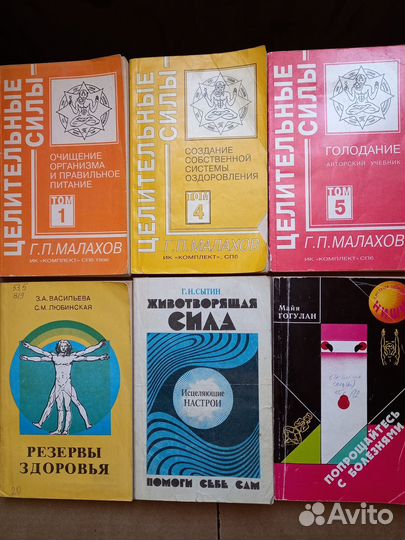 ЦЕЛИТЕЛЬНЫЕ
СИЛЫ
ОЧИЩЕНИЕ
ОРГАНИЗМА
И ПРАВИЛЬНОЕ
ПИТАНИЕ
ТОМ
1
Г.П.МАЛАХОВ
ИК «КОМПЛЕКТ» СПб
ЦЕЛИТЕЛЬНЫЕ
СИЛЫ
СОЗДАНИЕ
СОБСТВЕННОЙ
СИСТЕМЫ
ОЗДОРОВЛЕНИЯ
ТОМ
4
Г.П.МАЛАХОВ
ИК «КОМПЛЕКТ», СПб
ЦЕЛИТЕЛЬНЫЕ
СИЛЫ
ГОЛОДАНИЕ
АВТОРСКИЙ УЧЕБНИК
ТОМ
5
Г.П.МАЛАХОВ
ИК «КОМПЛЕКТ», СПб
З.А. ВАСИЛЬЕВА
С.М. ЛЮБИНСКАЯ
РЕЗЕРВЫ
ЗДОРОВЬЯ
20
Г.Н.СЫТИН
ЖИВОТВОРЯЩАЯ
СИЛА
Исцеляющие
НАСТРОИ
ПОМОГИ СЕБЕ САМ
Майя
ГОГУЛАН
ПОПРОЩАЙТЕСЬ
С БОЛЕЗНЯМИ
Avito